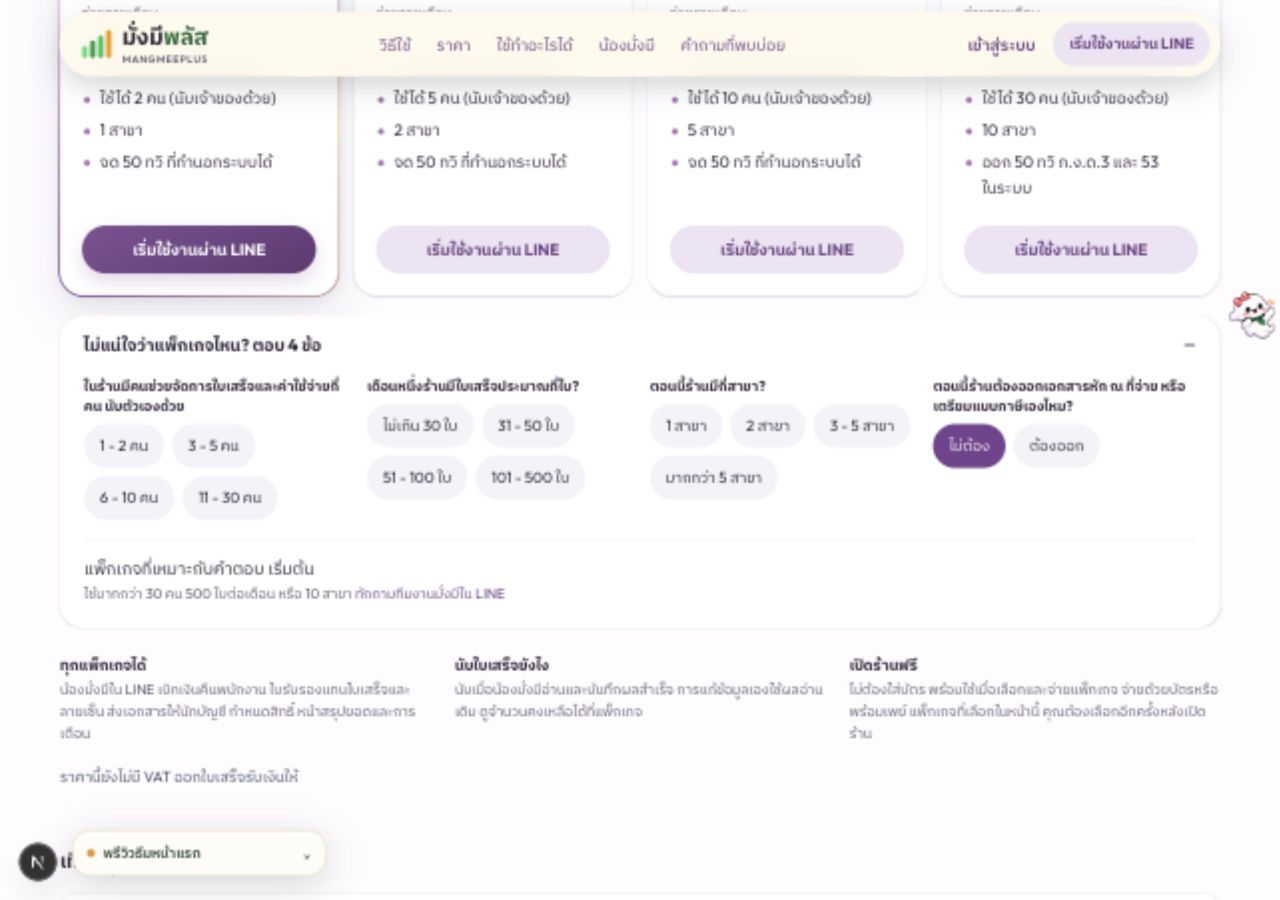 มั่งมีพลัส
MANGMEEPLUS
วิธีใช้
ราคา
ใช้ทำอะไรได้
น้องมั่งมี
คำถามที่พบบ่อย
เข้าสู่ระบบ
เริ่มใช้งานผ่าน LINE
ใช้ได้ 2 คน (นับเจ้าของด้วย)
1 สาขา
จด 50 ทวิ ที่ทำนอกระบบได้
เริ่มใช้งานผ่าน LINE
ใช้ได้ 5 คน (นับเจ้าของด้วย)
2 สาขา
จด 50 ทวิ ที่ทำนอกระบบได้
เริ่มใช้งานผ่าน LINE
ใช้ได้ 10 คน (นับเจ้าของด้วย)
5 สาขา
จด 50 ทวิ ที่ทำนอกระบบได้
เริ่มใช้งานผ่าน LINE
ใช้ได้ 30 คน (นับเจ้าของด้วย)
10 สาขา
ออก 50 ทวิ ภ.ง.ด.3 และ 53
ในระบบ
เริ่มใช้งานผ่าน LINE
ไม่แน่ใจว่าแพ็กเกจไหน? ตอบ 4 ข้อ
ในร้านมีคนช่วยจัดการใบเสร็จและค่าใช้จ่ายกี่
คน นับตัวเองด้วย
1 - 2 คน
3 - 5 คน
6 - 10 คน
11 - 30 คน
เดือนหนึ่งร้านมีใบเสร็จประมาณกี่ใบ?
ไม่เกิน 30 ใบ
31 - 50 ใบ
51 - 100 ใบ
101 - 500 ใบ
ตอนนี้ร้านมีกี่สาขา?
1 สาขา
2 สาขา
3 - 5 สาขา
มากกว่า 5 สาขา
ตอนนี้ร้านต้องออกเอกสารหัก ณ ที่จ่าย หรือ
เตรียมแบบภาษีเองไหม?
ไม่ต้อง
ต้องออก
แพ็กเกจที่เหมาะกับคำตอบ เริ่มต้น
ใช้มากกว่า 30 คน 500 ใบต่อเดือน หรือ 10 สาขา ทักถามทีมงานมั่งมีใน LINE
ทุกแพ็กเกจได้
น้องมั่งมีใน LINE เบิกเงินคืนพนักงาน ใบรับรองแทนใบเสร็จและ
ลายเซ็น ส่งเอกสารให้นักบัญชี กำหนดสิทธิ์ หน้าสรุปยอดและการ
เตือน
นับใบเสร็จยังไง
นับเมื่อน้องมั่งมีอ่านและบันทึกผลสำเร็จ การแก้ข้อมูลเองใช้ผลอ่าน
เดิม ดูจำนวนคงเหลือได้ที่แพ็กเกจ
เปิดร้านฟรี
ไม่ต้องใส่บัตร พร้อมใช้เมื่อเลือกและจ่ายแพ็กเกจ จ่ายด้วยบัตรหรือ
พร้อมเพย์ แพ็กเกจที่เลือกในหน้านี้ คุณต้องเลือกอีกครั้งหลังเปิด
ร้าน
ราคานี้ยังไม่มี VAT ออกใบเสร็จรับเงินให้
N
พรีวิวธีมหน้าแรก